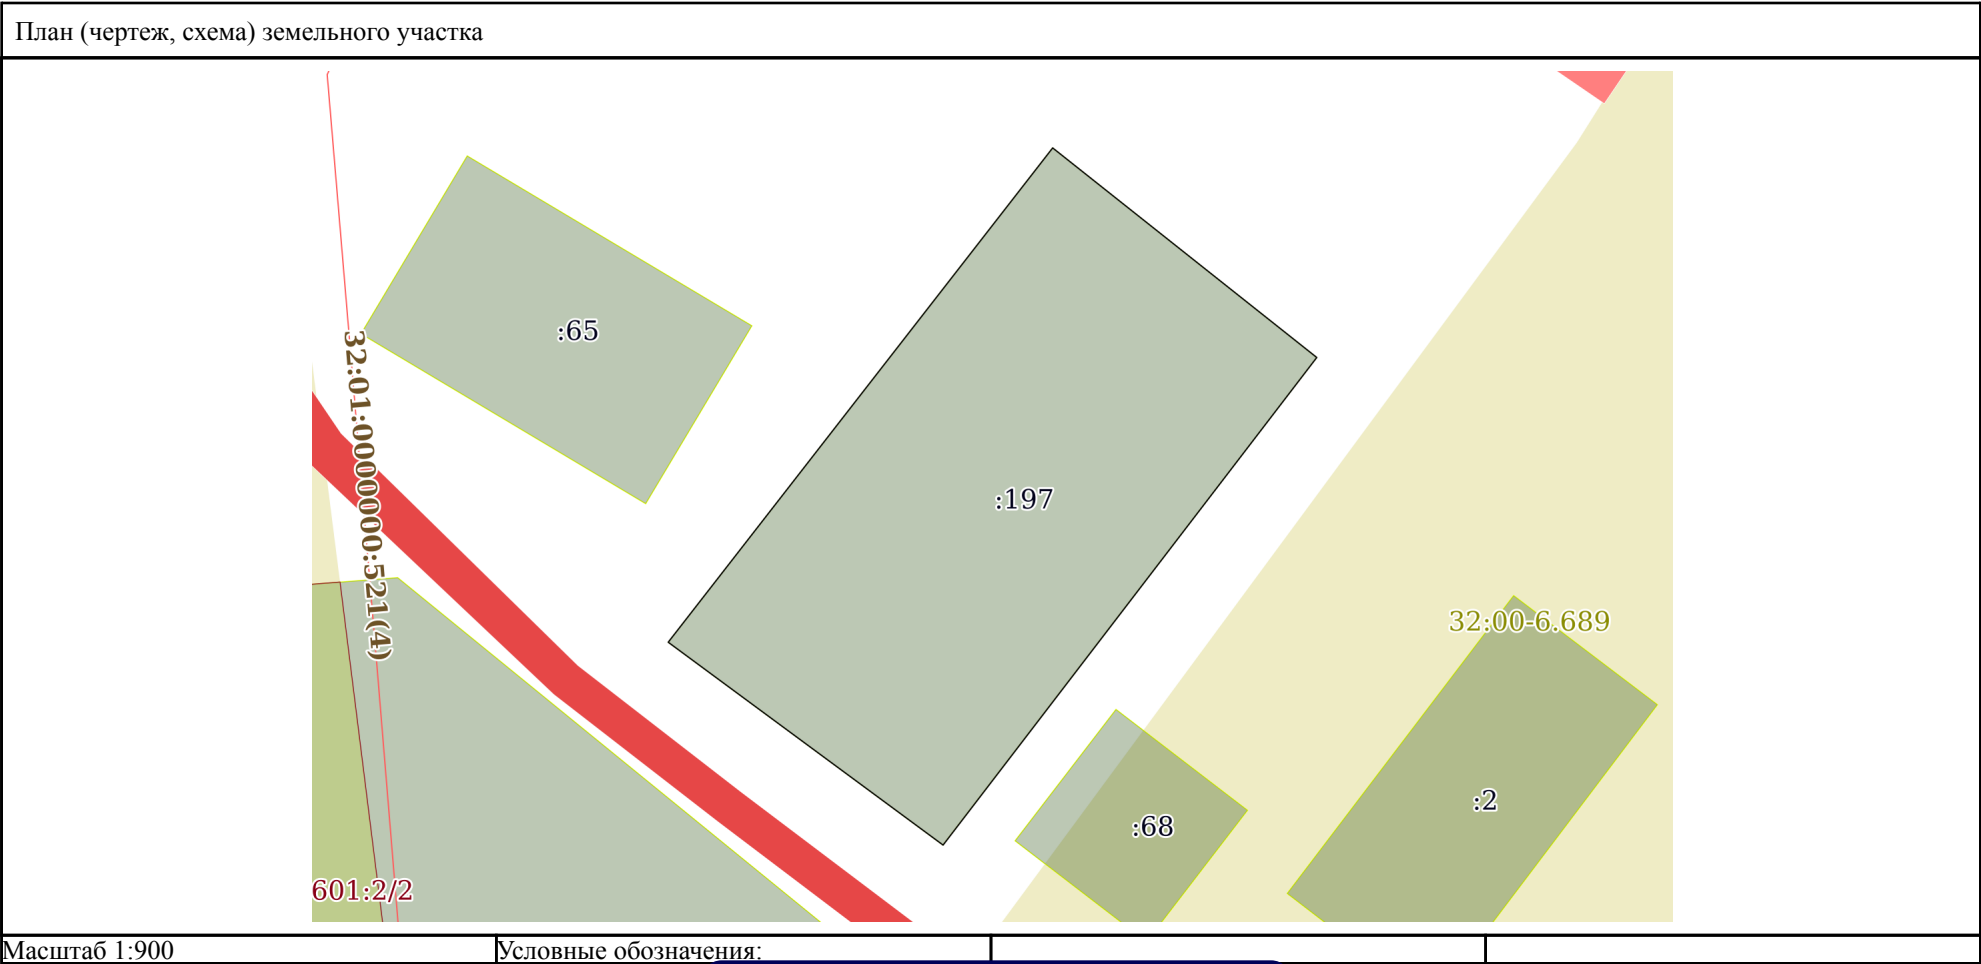 План (чертеж, схема) земельного участка
:65
32:01:0000000:521(4)
:197
32:00-6.689
:2
:68
601:2/2
Масштаб 1:900
Условные обозначения: